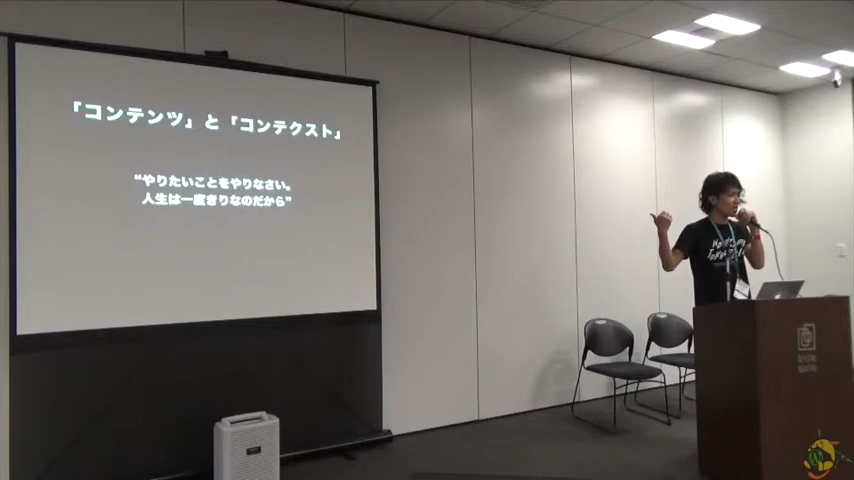 「コンテンツ」と「コンテクスト」
“やりたいことをやりなさい。
人生は一度きりなのだから”